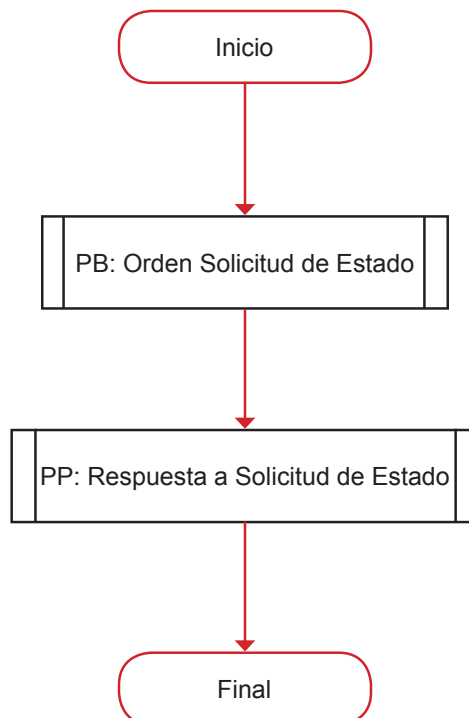 Inicio
PB: Orden Solicitud de Estado
PP: Respuesta a Solicitud de Estado
Final